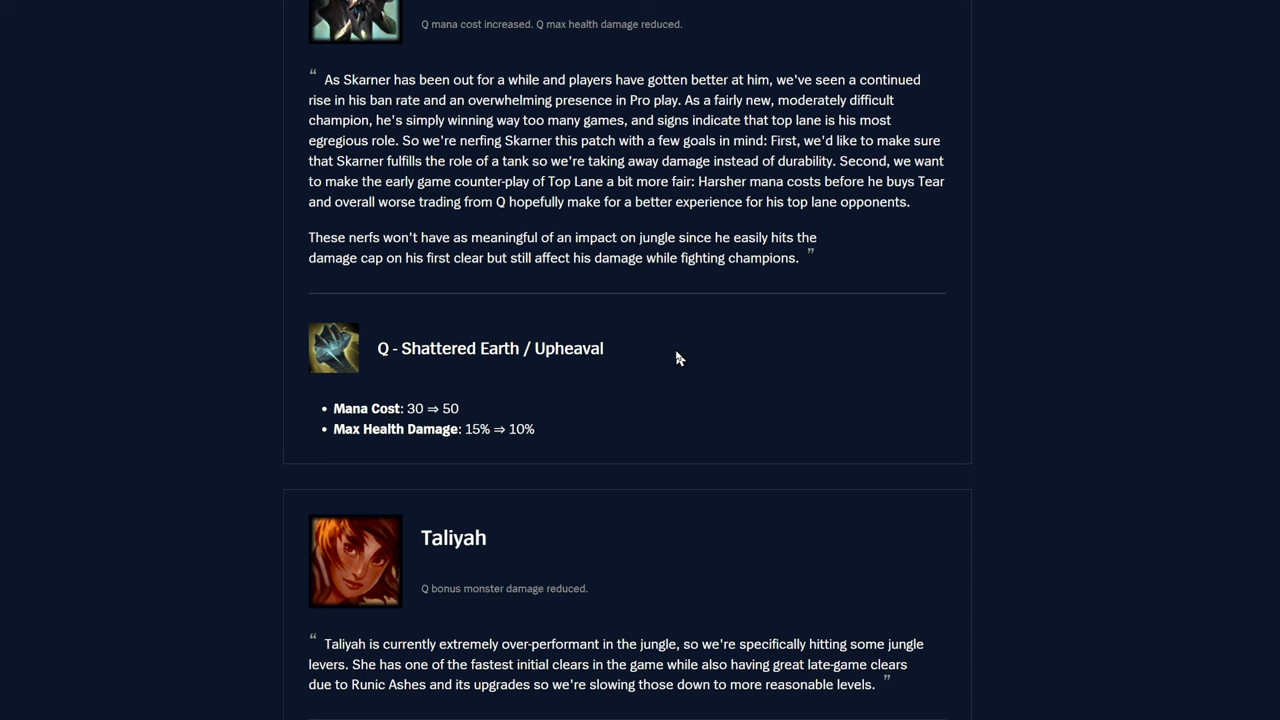 Q mana cost increased. Q max health damage reduced.
“ As Skarner has been out for a while and players have gotten better at him, we've seen a continued
rise in his ban rate and an overwhelming presence in Pro play. As a fairly new, moderately difficult
champion, he's simply winning way too many games, and signs indicate that top lane is his most
egregious role. So we're nerfing Skarner this patch with a few goals in mind: First, we'd like to make sure
that Skarner fulfills the role of a tank so we're taking away damage instead of durability. Second, we want
to make the early game counter-play of Top Lane a bit more fair: Harsher mana costs before he buys Tear
and overall worse trading from Q hopefully make for a better experience for his top lane opponents.
These nerfs won't have as meaningful of an impact on jungle since he easily hits the
damage cap on his first clear but still affect his damage while fighting champions. ”
Q - Shattered Earth / Upheaval
• Mana Cost: 30 ⇒ 50
• Max Health Damage: 15% ⇒ 10%
Taliyah
Q bonus monster damage reduced.
“ Taliyah is currently extremely over-performant in the jungle, so we're specifically hitting some jungle
levers. She has one of the fastest initial clears in the game while also having great late-game clears
due to Runic Ashes and its upgrades so we're slowing those down to more reasonable levels. ”